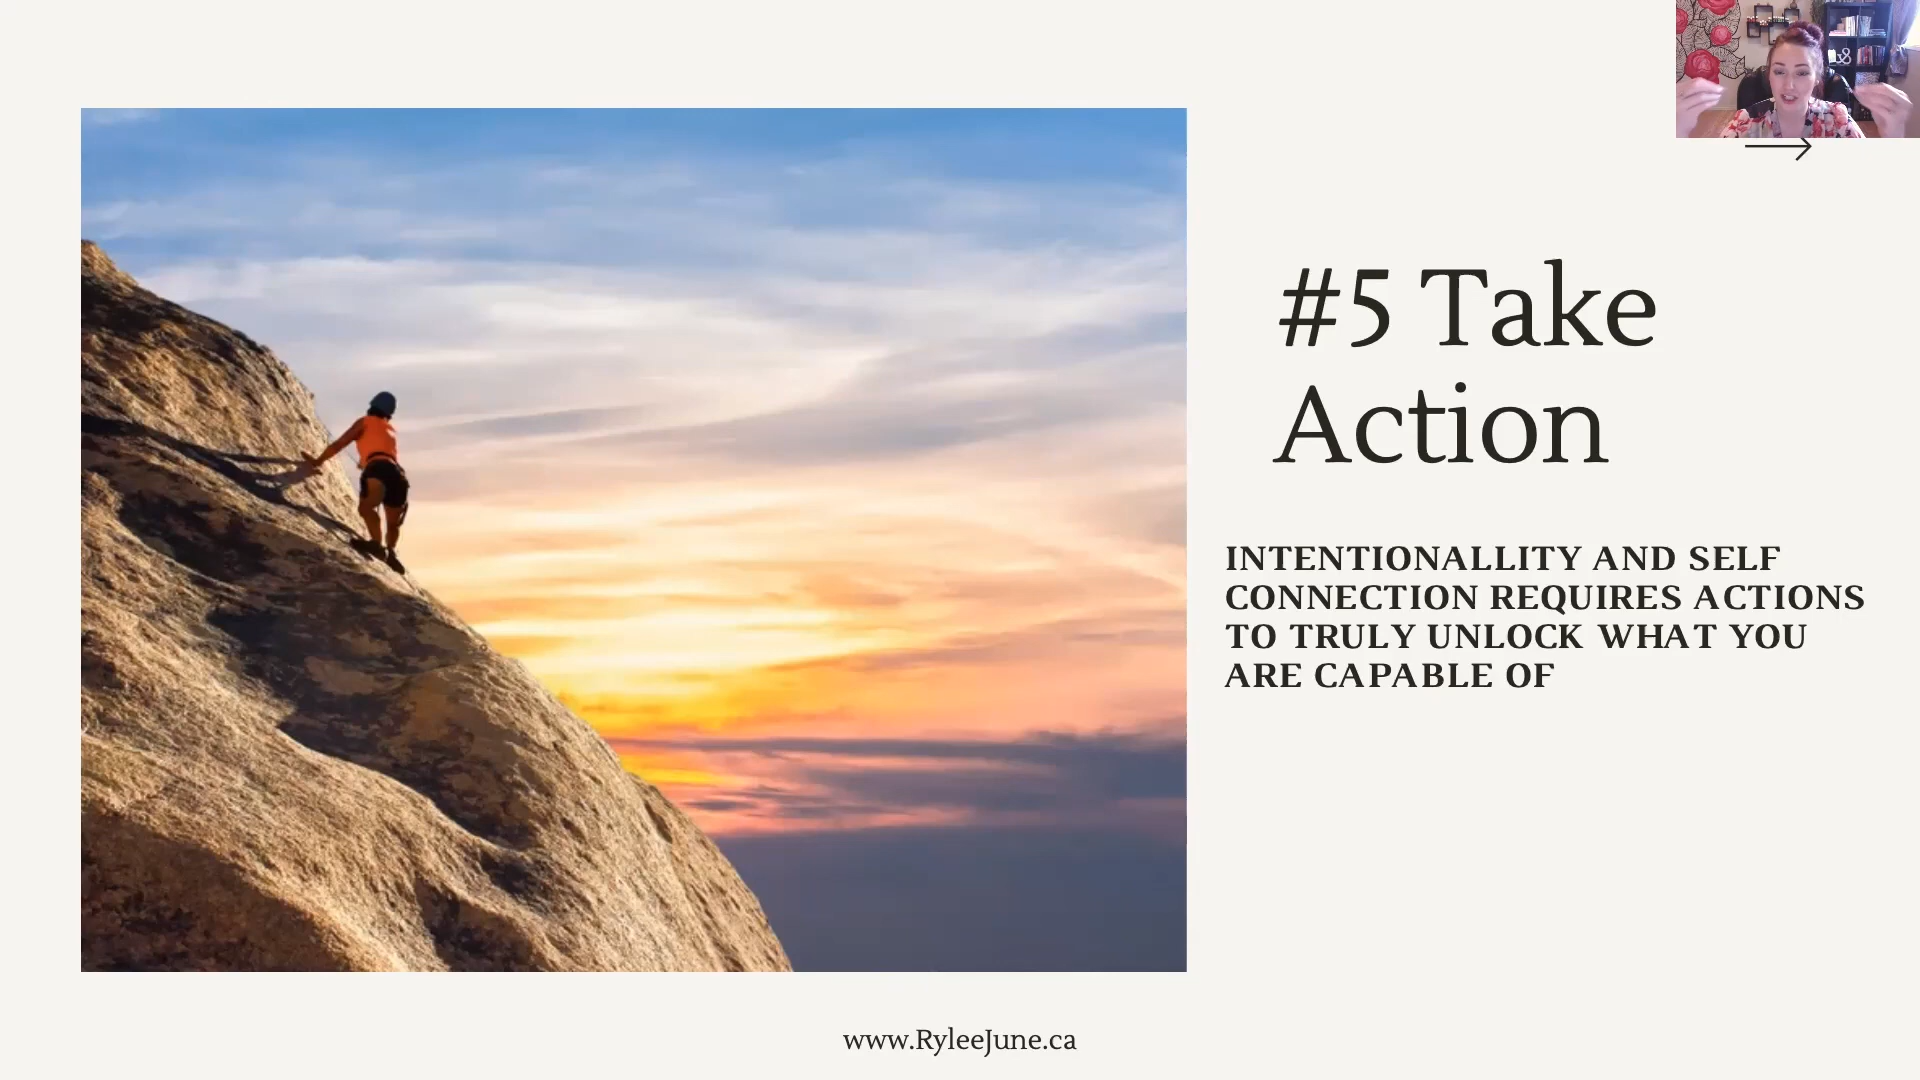 &
#5 Take
Action
INTENTIONALLITY AND SELF
CONNECTION REQUIRES ACTIONS
TO TRULY UNLOCK WHAT YOU
ARE CAPABLE OF
www.RyleeJune.ca